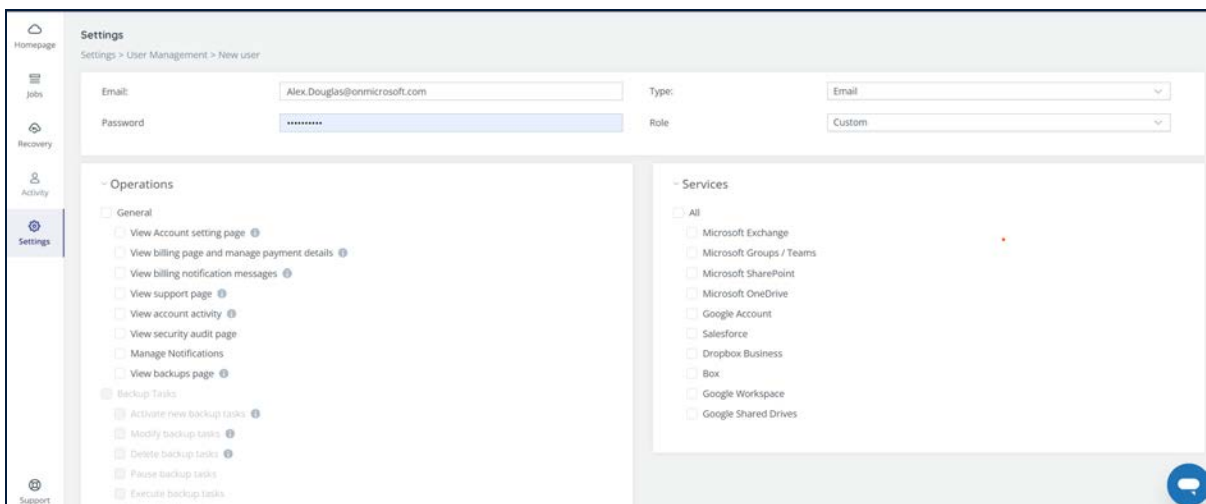 Homepage
Jobs
Recovery
Activity
Settings
Support
Settings
Settings > User Management > New user
Email:
Alex.Douglas@onmicrosoft.com
Type:
Email
Password
••••••••••
Role
Custom
Operations
General
View Account setting page
View billing page and manage payment details
View billing notification messages
View support page
View account activity
View security audit page
Manage Notifications
View backups page
Backup Tasks
Activate new backup tasks
Modify backup tasks
Delete backup tasks
Pause backup tasks
Execute backup tasks
Services
All
Microsoft Exchange
Microsoft Groups / Teams
Microsoft SharePoint
Microsoft OneDrive
Google Account
Salesforce
Dropbox Business
Box
Google Workspace
Google Shared Drives